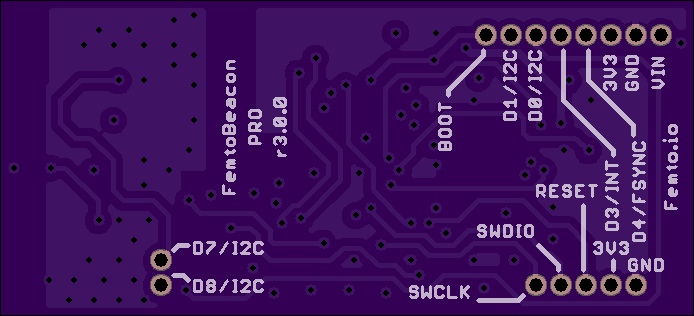 FemtoBeacon
PRO
r3.0.0
BOOT
D1/I2C
D0/I2C
3V3
GND
VIN
D3/INT
D4/FSYNC
Femto.io
RESET
SWDIO
3V3
GND
SWCLK
D7/I2C
D8/I2C